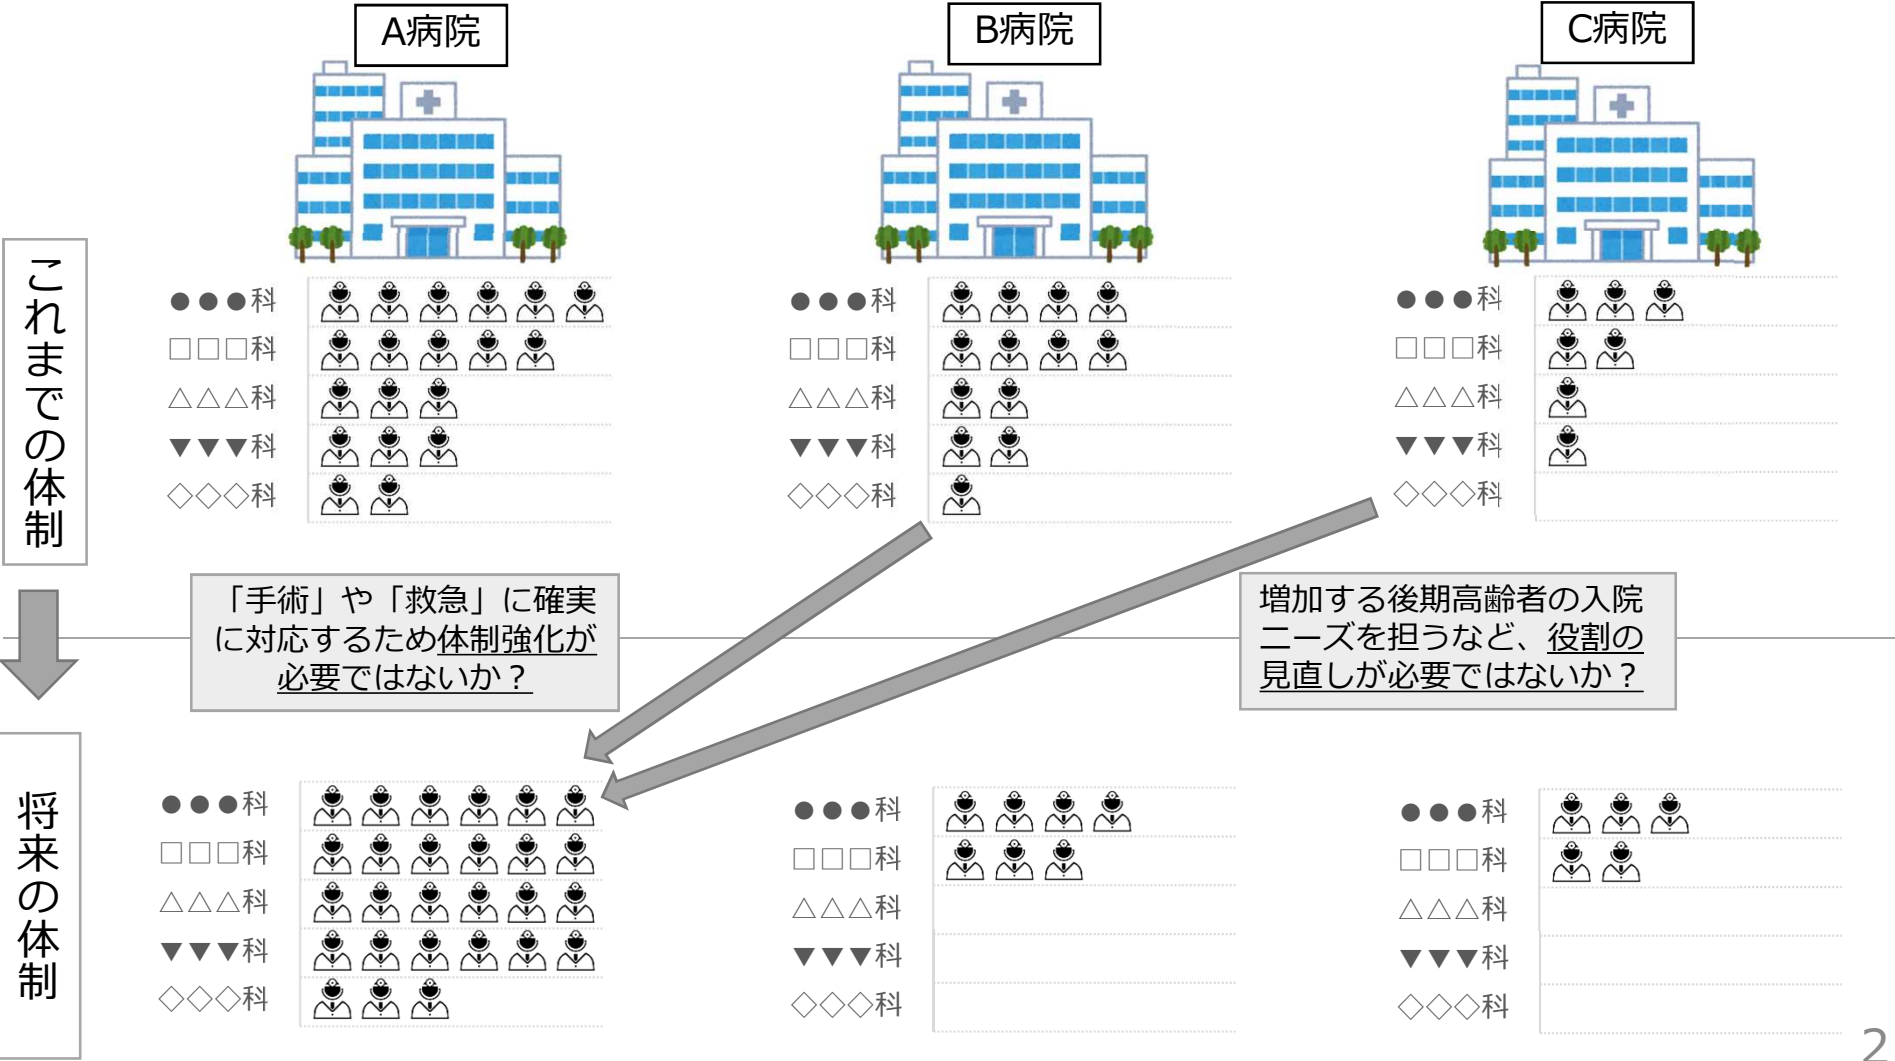 A病院
B病院
C病院
これまでの体制
●●●科
□□□科
△△△科
▼▼▼科
◇◇◇科
●●●科
□□□科
△△△科
▼▼▼科
◇◇◇科
●●●科
□□□科
△△△科
▼▼▼科
◇◇◇科
「手術」や「救急」に確実
に対応するため体制強化が
必要ではないか？
増加する後期高齢者の入院
ニーズを担うなど、役割の
見直しが必要ではないか？
将来の体制
●●●科
□□□科
△△△科
▼▼▼科
◇◇◇科
●●●科
□□□科
△△△科
▼▼▼科
◇◇◇科
●●●科
□□□科
△△△科
▼▼▼科
◇◇◇科
2